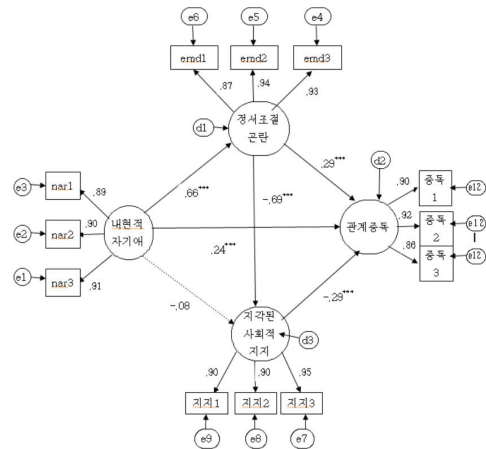 e6
e5
e4
emd1
emd2
emd3
.87
.94
.93
d1
정서조절
곤란
d2
e3
nar1
.89
.66***
.29***
.90
중독
1
e12
e2
nar2
.90
내현적
자기애
-.69***
관계중독
.92
중독
2
e12
.24***
.86
중독
3
e12
e1
nar3
.91
-.08
-.29***
지각된
사회적
지지
d3
.90
.90
.95
지지1
지지2
지지3
e9
e8
e7